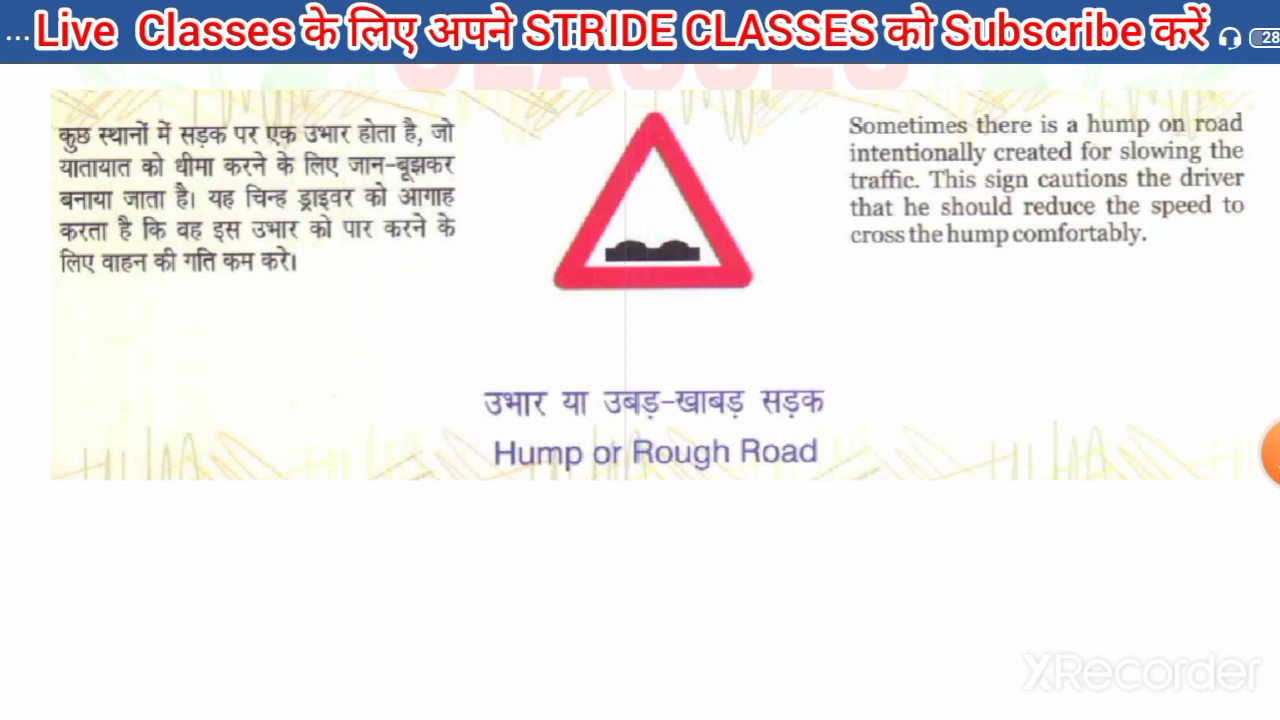 ... Live Classes के लिए अपने STRIDE CLASSES को Subscribe करें 28
CLASSES
कुछ स्थानों में सड़क पर एक उभार होता है, जो
यातायात को धीमा करने के लिए जान-बूझकर
बनाया जाता है। यह चिन्ह ड्राइवर को आगाह
करता है कि वह इस उभार को पार करने के
लिए वाहन की गति कम करे।
Sometimes there is a hump on road
intentionally created for slowing the
traffic. This sign cautions the driver
that he should reduce the speed to
cross the hump comfortably.
उभार या उबड़-खाबड़ सड़क
Hump or Rough Road
XRecorder